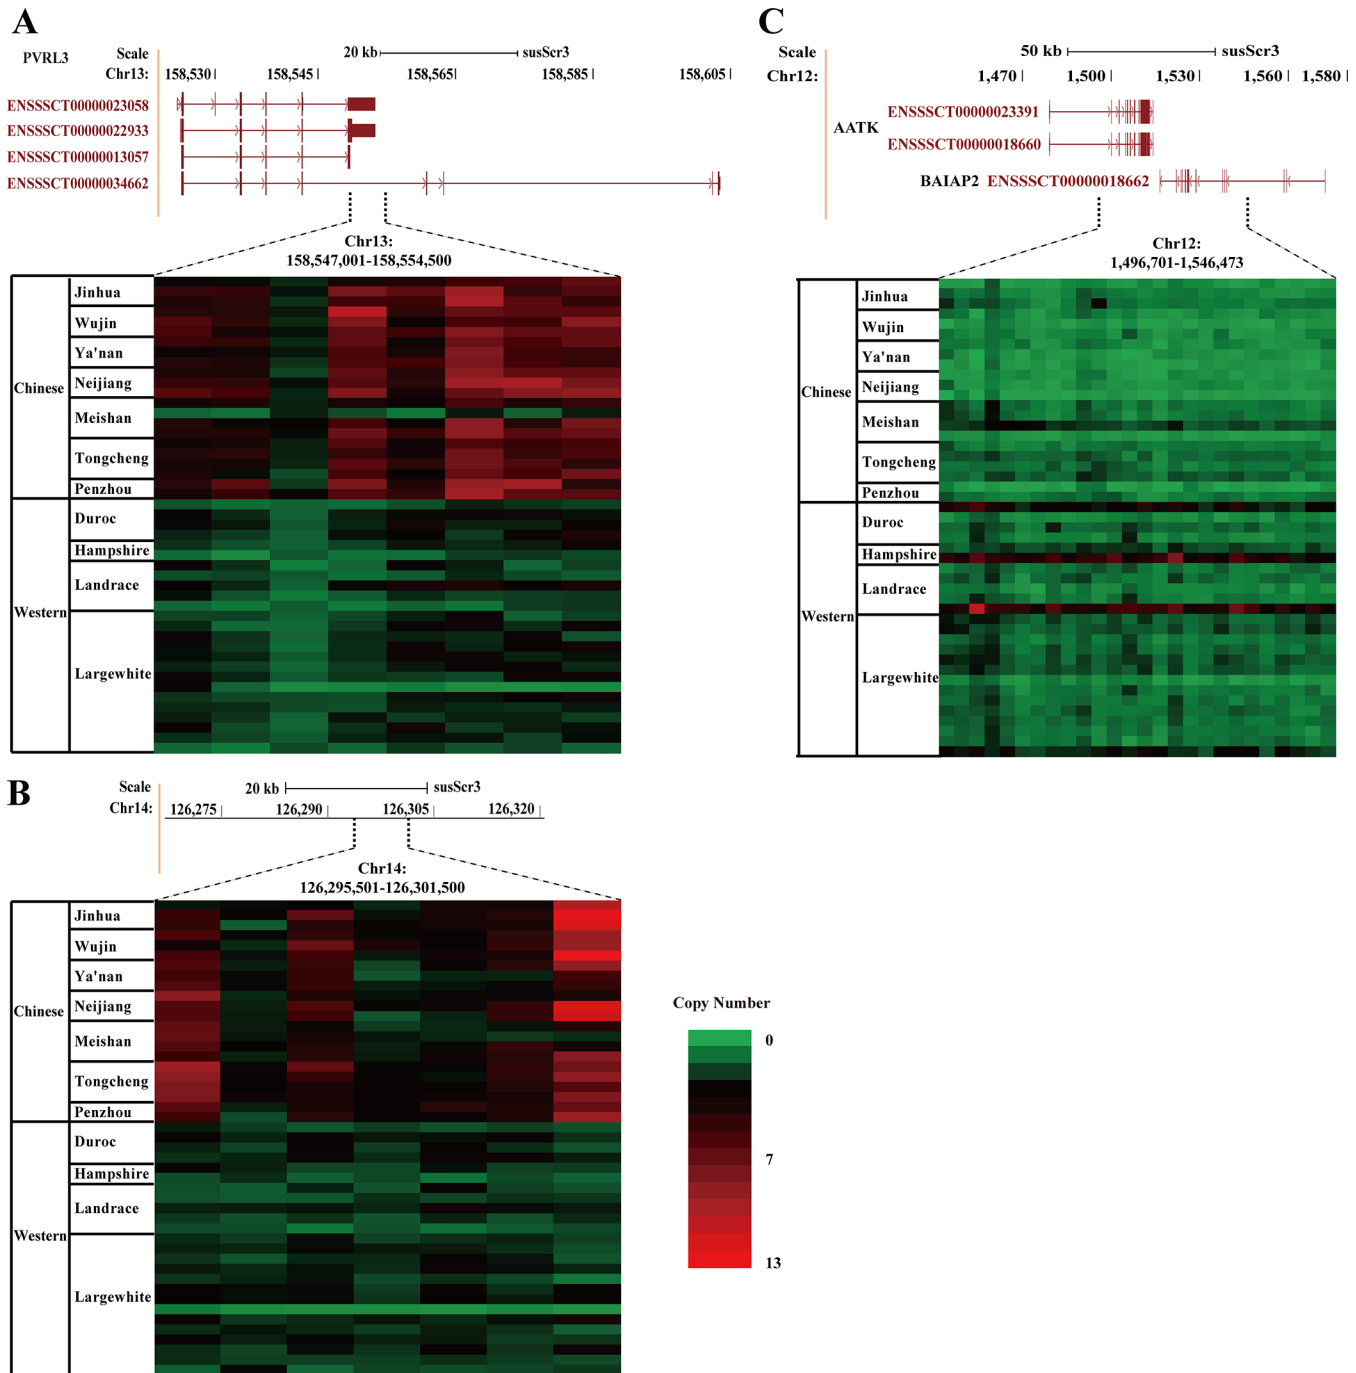 A
PVRL3
Scale
20 kb
susScr3
Chr13:
158,530
158,545
158,565
158,585
158,605
ENSSSCT00000023058
ENSSSCT00000022933
ENSSSCT00000013057
ENSSSCT00000034662
Chr13:
158,547,001-158,554,500
Chinese
Jinhua
Wujin
Ya'nan
Neijiang
Meishan
Tongcheng
Penzhou
Western
Duroc
Hampshire
Landrace
Largewhite
B
Scale
20 kb
susScr3
Chr14:
126,275
126,290
126,305
126,320
Chr14:
126,295,501-126,301,500
Chinese
Jinhua
Wujin
Ya'nan
Neijiang
Meishan
Tongcheng
Penzhou
Western
Duroc
Hampshire
Landrace
Largewhite
C
Scale
50 kb
susScr3
Chr12:
1,470
1,500
1,530
1,560
1,580
AATK
ENSSSCT00000023391
ENSSSCT00000018660
BAIAP2 ENSSSCT00000018662
Chr12:
1,496,701-1,546,473
Chinese
Jinhua
Wujin
Ya'nan
Neijiang
Meishan
Tongcheng
Penzhou
Western
Duroc
Hampshire
Landrace
Largewhite
Copy Number
0
7
13